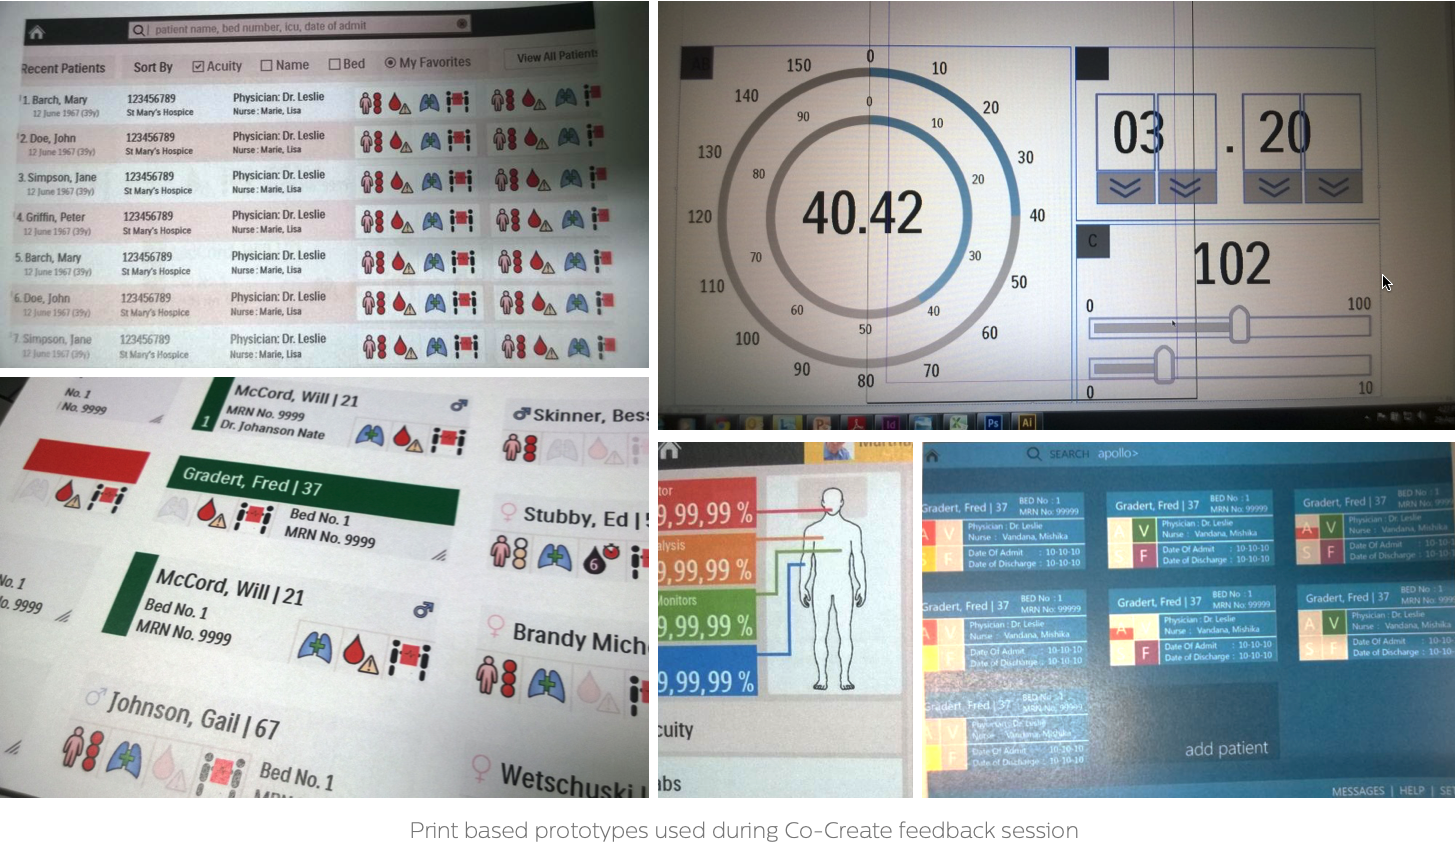 patient name, bed number, icu, date of admit
Recent Patients
Sort By
Acuity
Name
Bed
My Favorites
View All Patients
1. Barch, Mary
12 June 1967 (39y)
123456789
St Mary's Hospice
Physician: Dr. Leslie
Nurse : Marie, Lisa
2. Doe, John
12 June 1967 (39y)
123456789
St Mary's Hospice
Physician: Dr. Leslie
Nurse : Marie, Lisa
3. Simpson, Jane
12 June 1967 (39y)
123456789
St Mary's Hospice
Physician: Dr. Leslie
Nurse : Marie, Lisa
4. Griffin, Peter
12 June 1967 (39y)
123456789
St Mary's Hospice
Physician: Dr. Leslie
Nurse : Marie, Lisa
5. Barch, Mary
12 June 1967 (39y)
123456789
St Mary's Hospice
Physician: Dr. Leslie
Nurse : Marie, Lisa
6. Doe, John
12 June 1967 (39y)
123456789
St Mary's Hospice
Physician: Dr. Leslie
Nurse : Marie, Lisa
7. Simpson, Jane
12 June 1967 (39y)
123456789
St Mary's Hospice
Physician: Dr. Leslie
Nurse : Marie, Lisa
AB
0
10
20
30
40
50
60
70
80
90
100
110
120
130
140
150
0
10
20
30
40
50
60
70
80
90
40.42
03 . 20
C
102
0
100
0
10
Id
Ps
Ai
No. 1
No. 9999
1
McCord, Will | 21
MRN No. 9999
Dr. Johanson Nate
Skinner, Bes
Gradert, Fred | 37
Bed No. 1
MRN No. 9999
Stubby, Ed |
6
No. 1
No. 9999
McCord, Will | 21
Bed No. 1
MRN No. 9999
Brandy Mich
Johnson, Gail | 67
Bed No. 1
Wetschuski
tor
9,99,99 %
alysis
9,99,99 %
Monitors
9,99,99 %
9,99,99 %
cuity
abs
SEARCH apollo>
Gradert, Fred | 37
BED No : 1
MRN No: 99999
A V
S F
Physician : Dr. Leslie
Nurse : Vandana, Mishika
Date Of Admit : 10-10-10
Date of Discharge : 10-10-10
Gradert, Fred | 37
BED No : 1
MRN No: 99999
A V
S F
Physician : Dr. Leslie
Nurse : Vandana, Mishika
Date Of Admit : 10-10-10
Date of Discharge : 10-10-10
Gradert, Fred | 37
BED No : 1
MRN No: 9999
A V
S F
Physician : Dr. Leslie
Nurse : Vandana, Mishika
Date Of Admit : 10-10-10
Date of Discharge : 10-10
Gradert, Fred | 37
BED No : 1
MRN No: 99999
A V
F
Physician : Dr. Leslie
Nurse : Vandana, Mishika
Date Of Admit : 10-10-10
Date of Discharge : 10-10-10
Gradert, Fred | 37
BED No : 1
MRN No: 99999
A
F
Physician : Dr. Leslie
Nurse : Vandana, Mishika
Date Of Admit : 10-10-10
Date of Discharge : 10-10-10
Gradert, Fred | 37
BED No : 1
MRN No: 9999
A V
S F
Physician : Dr. Leslie
Nurse : Vandana, Mishika
Date Of Admit : 10-10-
Date of Discharge : 10-10
Gradert, Fred | 37
BED No : 1
MRN No: 99999
A V
F
Physician : Dr. Leslie
Nurse : Vandana, Mishika
Date Of Admit : 10-10-10
Date of Discharge : 10-10-10
add patient
MESSAGES | HELP | SE
Print based prototypes used during Co-Create feedback session